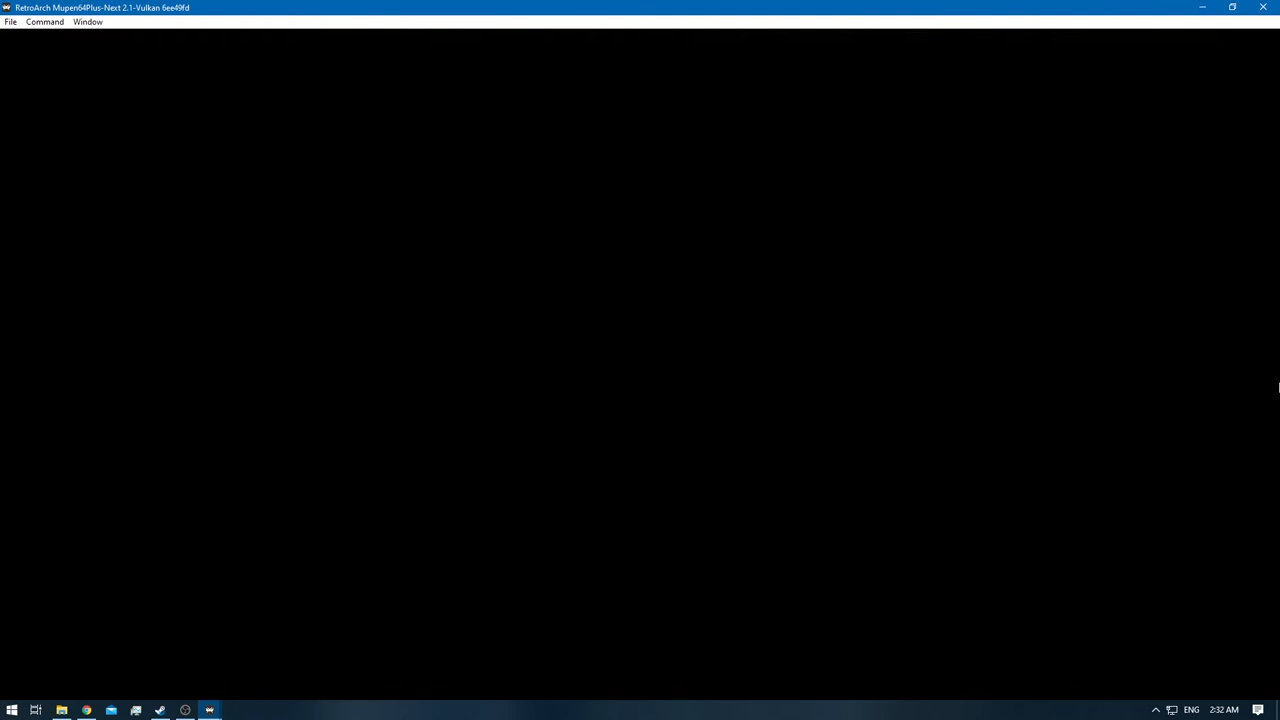 RetroArch Mupen64Plus-Next 2.1-Vulkan 6ee49fd
File Command Window
ENG 2:32 AM